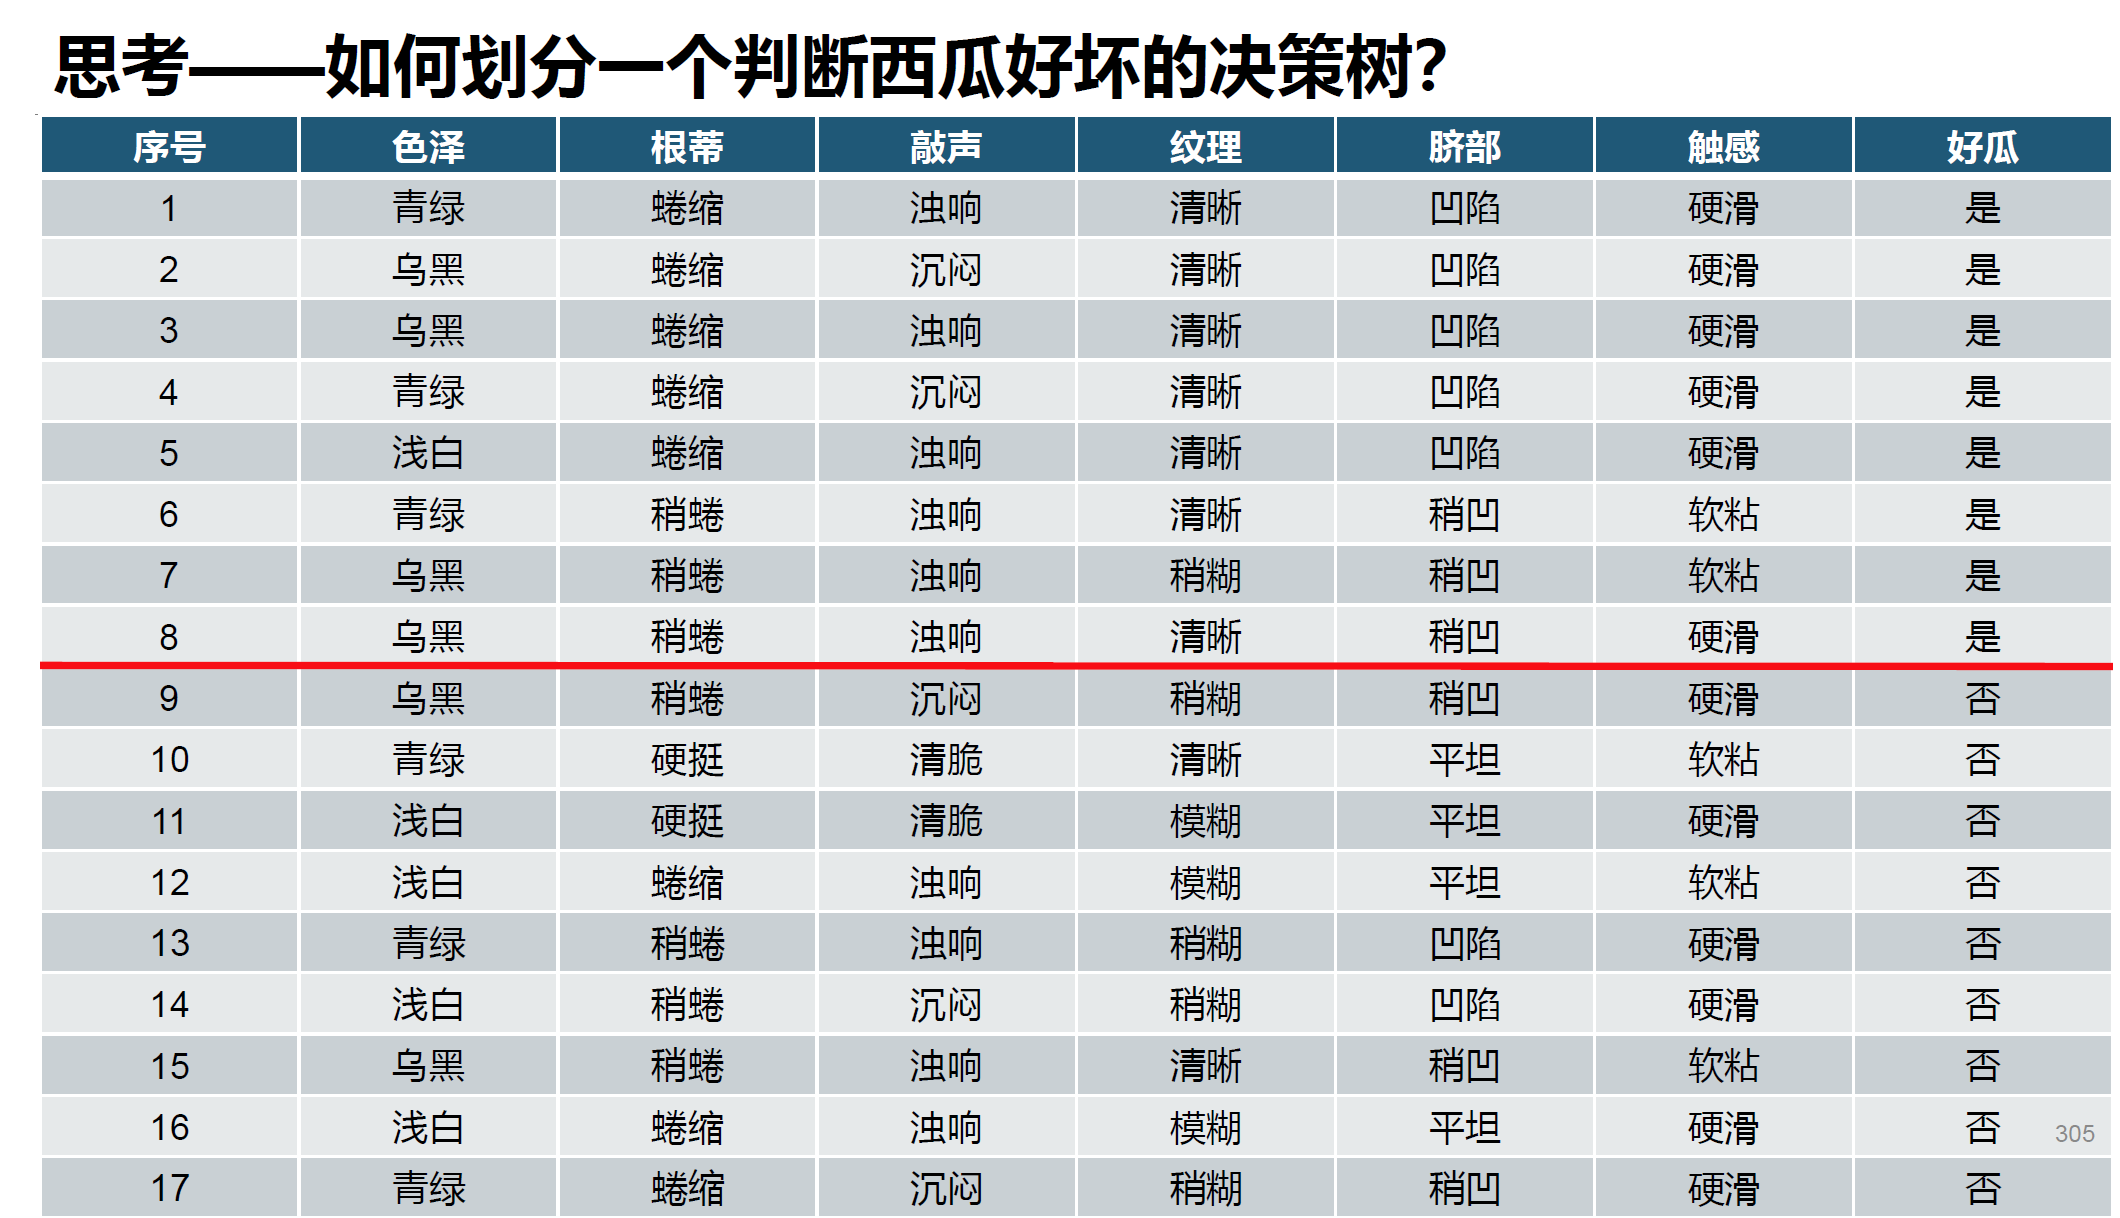 思考——如何划分一个判断西瓜好坏的决策树?
序号 色泽 根蒂 敲声 纹理 脐部 触感 好瓜
1 青绿 蜷缩 浊响 清晰 凹陷 硬滑 是
2 乌黑 蜷缩 沉闷 清晰 凹陷 硬滑 是
3 乌黑 蜷缩 浊响 清晰 凹陷 硬滑 是
4 青绿 蜷缩 沉闷 清晰 凹陷 硬滑 是
5 浅白 蜷缩 浊响 清晰 凹陷 硬滑 是
6 青绿 稍蜷 浊响 清晰 稍凹 软粘 是
7 乌黑 稍蜷 浊响 稍糊 稍凹 软粘 是
8 乌黑 稍蜷 浊响 清晰 稍凹 硬滑 是
9 乌黑 稍蜷 沉闷 稍糊 稍凹 硬滑 否
10 青绿 硬挺 清脆 清晰 平坦 软粘 否
11 浅白 硬挺 清脆 模糊 平坦 硬滑 否
12 浅白 蜷缩 浊响 模糊 平坦 软粘 否
13 青绿 稍蜷 浊响 稍糊 凹陷 硬滑 否
14 浅白 稍蜷 沉闷 稍糊 凹陷 硬滑 否
15 乌黑 稍蜷 浊响 清晰 稍凹 软粘 否
16 浅白 蜷缩 浊响 模糊 平坦 硬滑 否
305
17 青绿 蜷缩 沉闷 稍糊 稍凹 硬滑 否